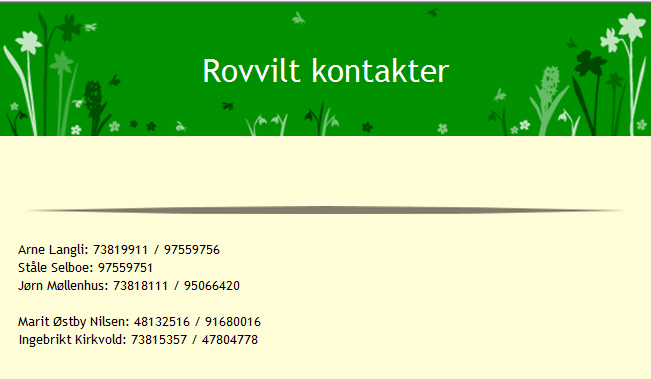 Rovvilt kontakter
Arne Langli: 73819911 / 97559756
Ståle Selboe: 97559751
Jørn Møllenhus: 73818111 / 95066420
Marit Østby Nilsen: 48132516 / 91680016
Ingebrikt Kirkvold: 73815357 / 47804778